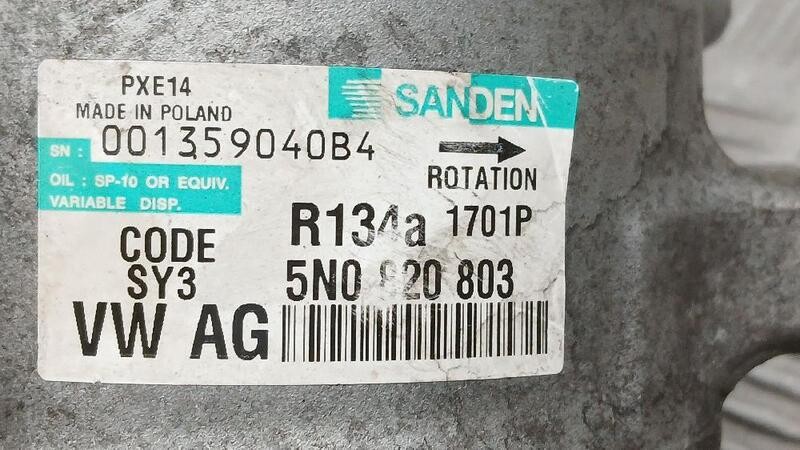 PXE14
MADE IN POLAND
SANDEN
SN : 001359040B4
ROTATION
OIL : SP-10 OR EQUIV.
VARIABLE DISP.
R134a 1701P
CODE
SY3
5N0 820 803
VW AG